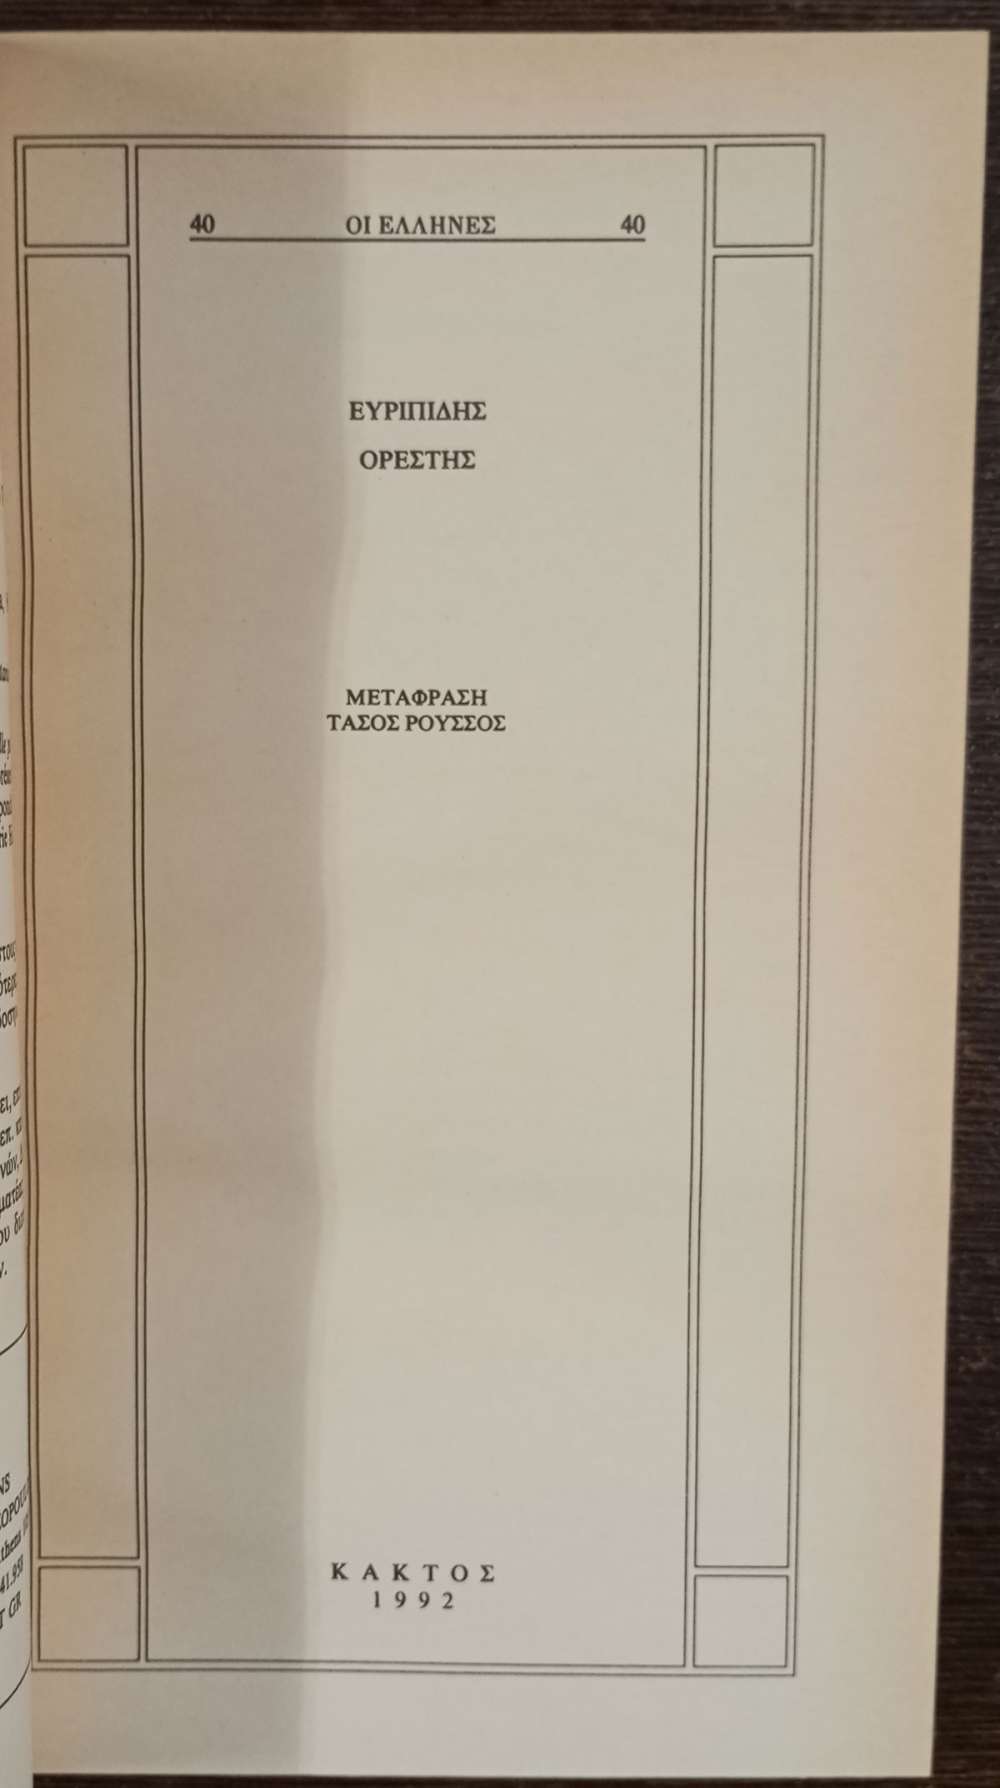 40 ΟΙ ΕΛΛΗΝΕΣ 40
ΕΥΡΙΠΙΔΗΣ
ΟΡΕΣΤΗΣ
ΜΕΤΑΦΡΑΣΗ
ΤΑΣΟΣ ΡΟΥΣΣΟΣ
ΚΑΚΤΟΣ
1992